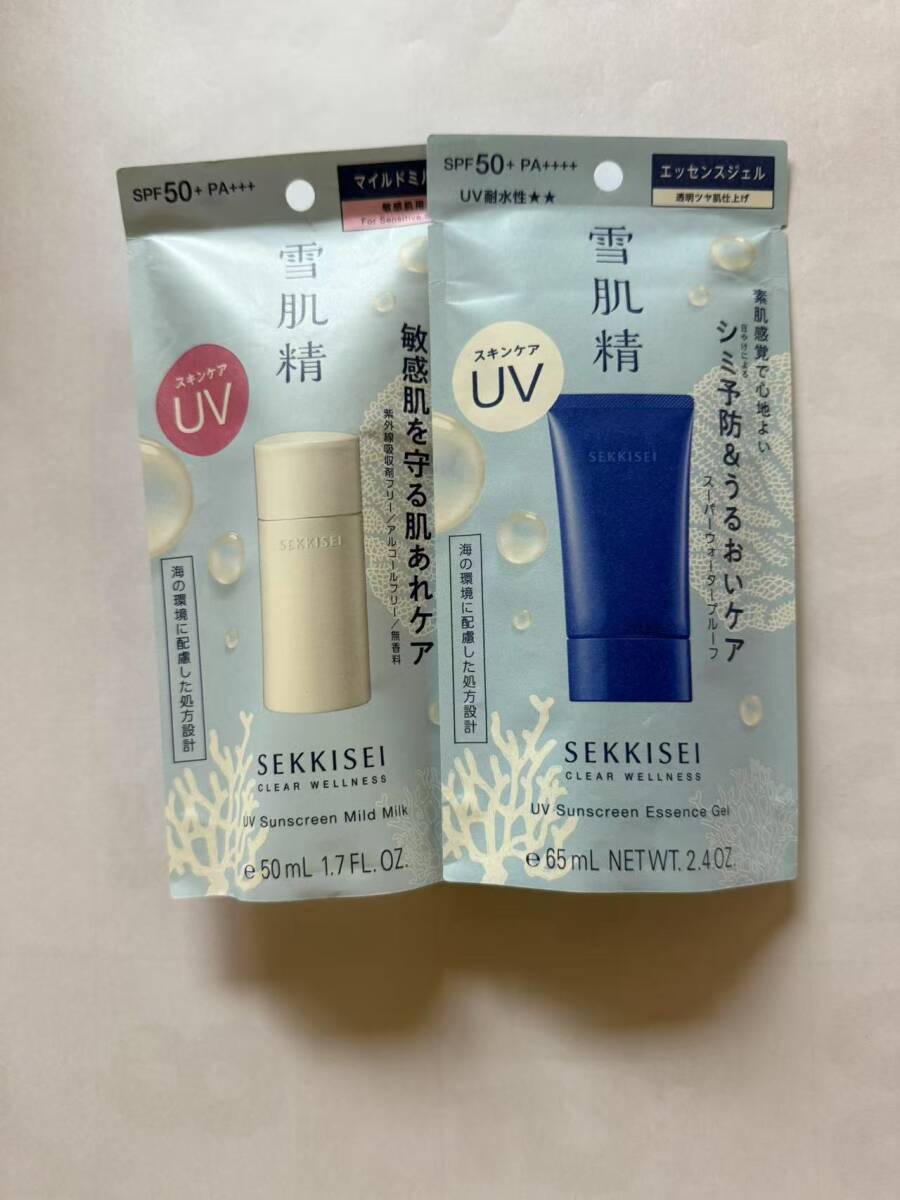 SPF50+ PA+++
マイルドミル
敏感肌用
For Sensitive
雪肌精
スキンケア
UV
敏感肌を守る肌あれケア
紫外線吸収剤フリー/アルコールフリー/無香料
海の環境に配慮した処方設計
SEKKISEI
SEKKISEI
CLEAR WELLNESS
UV Sunscreen Mild Milk
e 50 mL 1.7 FL. OZ.
SPF50+ PA++++
UV耐水性★★
エッセンスジェル
透明ツヤ肌仕上げ
雪肌精
スキンケア
UV
素肌感覚で心地よい
日やけによる
シミ予防&うるおいケア
スーパーウォータープルーフ
海の環境に配慮した処方設計
SEKKISEI
SEKKISEI
CLEAR WELLNESS
UV Sunscreen Essence Gel
e 65 mL NET WT. 2.4 OZ.